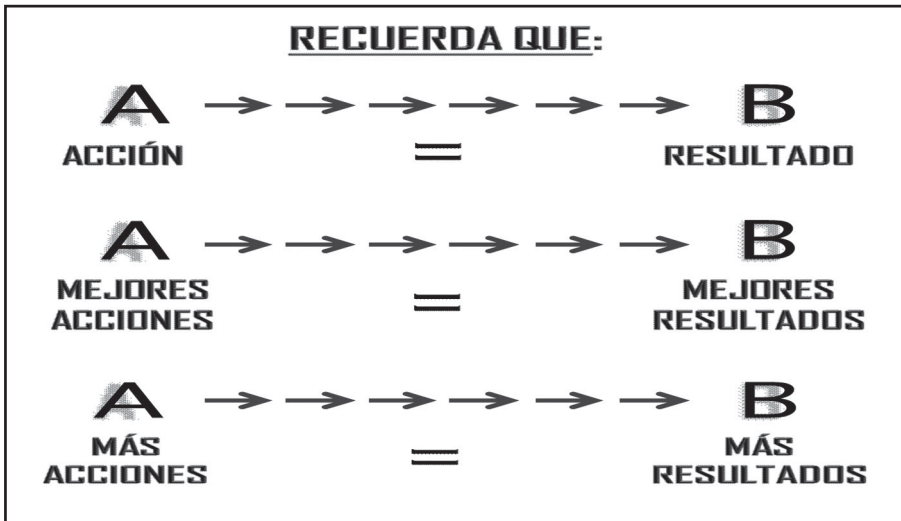 RECUERDA QUE:
A B
ACCIÓN = RESULTADO
A B
MEJORES ACCIONES = MEJORES RESULTADOS
A B
MÁS ACCIONES = MÁS RESULTADOS